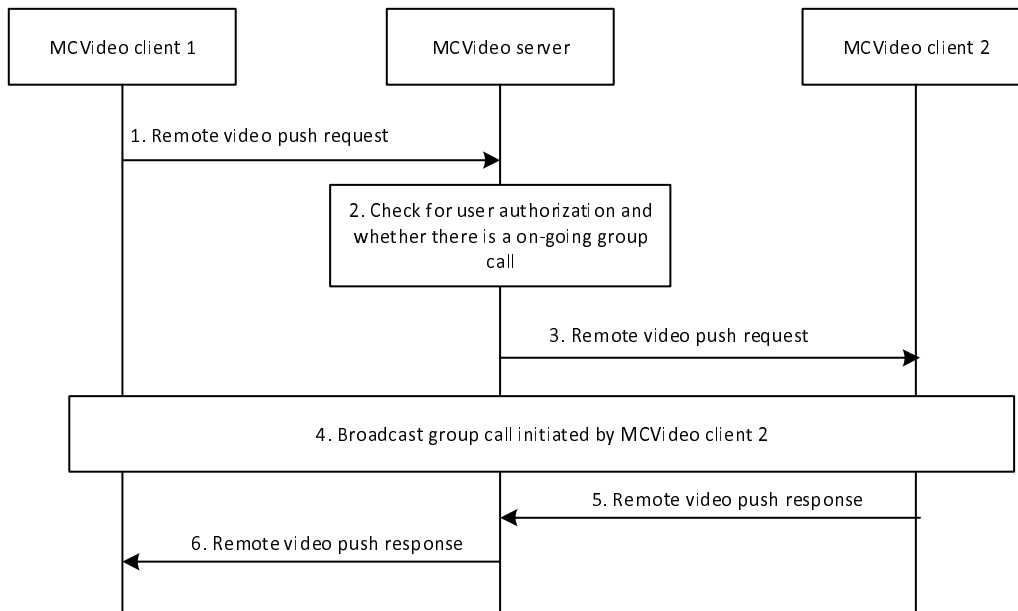 MCVideo client 1
MCVideo server
MCVideo client 2
1. Remote video push request
2. Check for user authorization and
whether there is a on-going group
call
3. Remote video push request
4. Broadcast group call initiated by MCVideo client 2
5. Remote video push response
6. Remote video push response